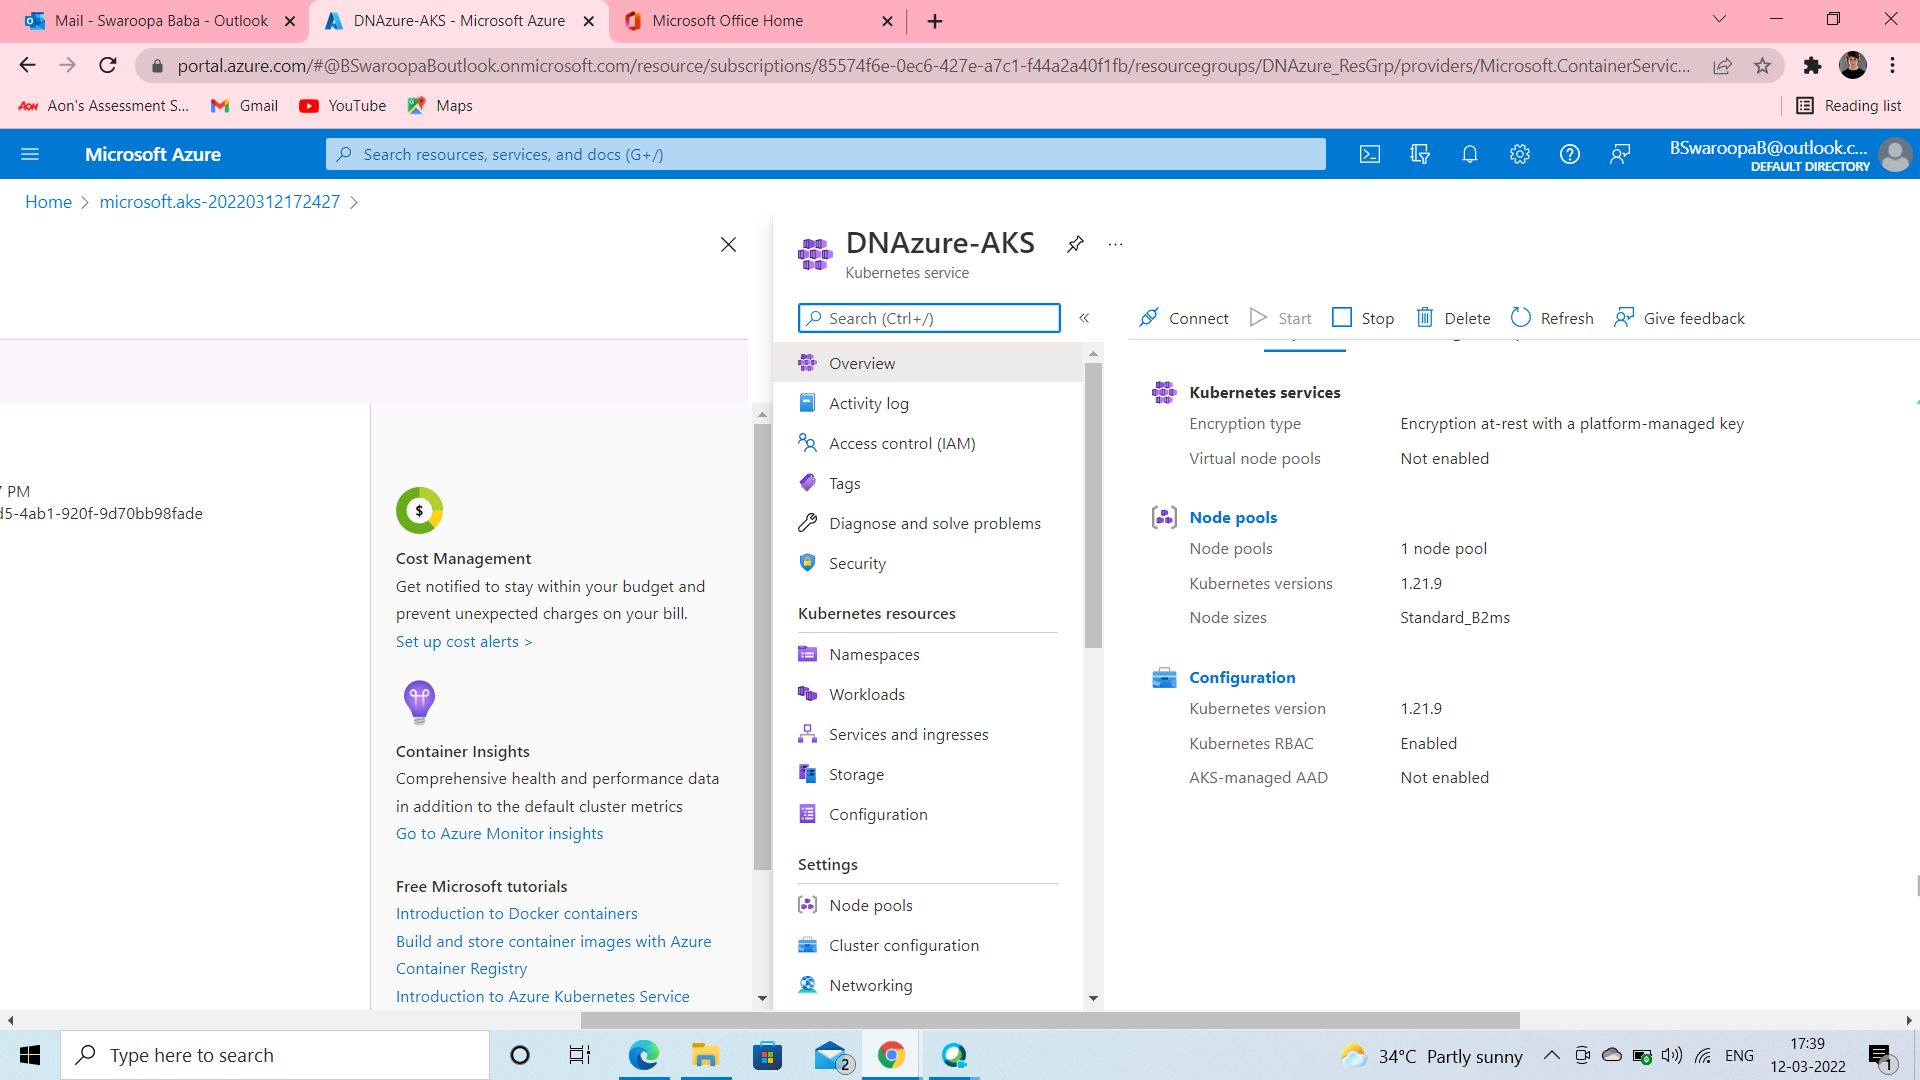 Mail - Swaroopa Baba - Outlook
DNAzure-AKS - Microsoft Azure
Microsoft Office Home
portal.azure.com/#@BSwaroopaBoutlook.onmicrosoft.com/resource/subscriptions/85574f6e-0ec6-427e-a7c1-f44a2a40f1fb/resourcegroups/DNAzure_ResGrp/providers/Microsoft.ContainerServic...
Aon's Assessment S...
Gmail
YouTube
Maps
Reading list
Microsoft Azure
Search resources, services, and docs (G+/)
BSwaroopaB@outlook.c...
DEFAULT DIRECTORY
Home > microsoft.aks-20220312172427 >
DNAzure-AKS
...
Kubernetes service
Search (Ctrl+/)
«
Connect
Start
Stop
Delete
Refresh
Give feedback
PM
d5-4ab1-920f-9d70bb98fade
$
Cost Management
Get notified to stay within your budget and
prevent unexpected charges on your bill.
Set up cost alerts >
Container Insights
Comprehensive health and performance data
in addition to the default cluster metrics
Go to Azure Monitor insights
Free Microsoft tutorials
Introduction to Docker containers
Build and store container images with Azure
Container Registry
Introduction to Azure Kubernetes Service
Overview
Activity log
Access control (IAM)
Tags
Diagnose and solve problems
Security
Kubernetes resources
Namespaces
Workloads
Services and ingresses
Storage
Configuration
Settings
Node pools
Cluster configuration
Networking
Kubernetes services
Encryption type Encryption at-rest with a platform-managed key
Virtual node pools Not enabled
Node pools
Node pools 1 node pool
Kubernetes versions 1.21.9
Node sizes Standard_B2ms
Configuration
Kubernetes version 1.21.9
Kubernetes RBAC Enabled
AKS-managed AAD Not enabled
Type here to search
2
34°C Partly sunny
ENG
17:39
12-03-2022
1